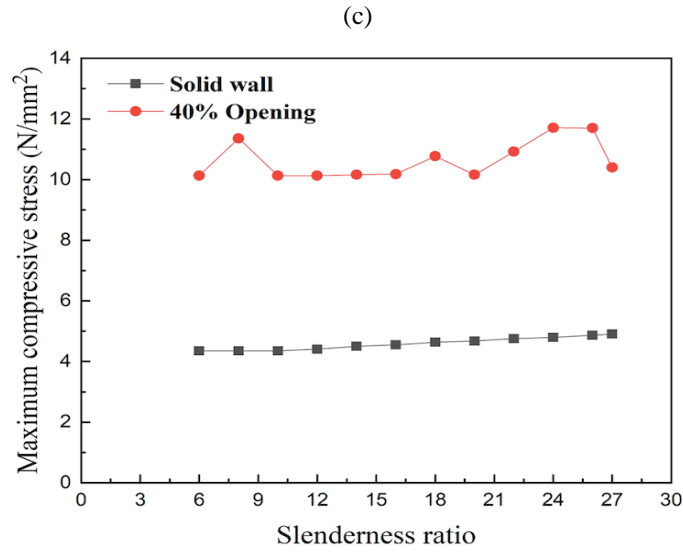 (c)
14
12
10
8
6
4
2
0
Maximum compressive stress (N/mm²)
Solid wall
40% Opening
0 3 6 9 12 15 18 21 24 27 30
Slenderness ratio